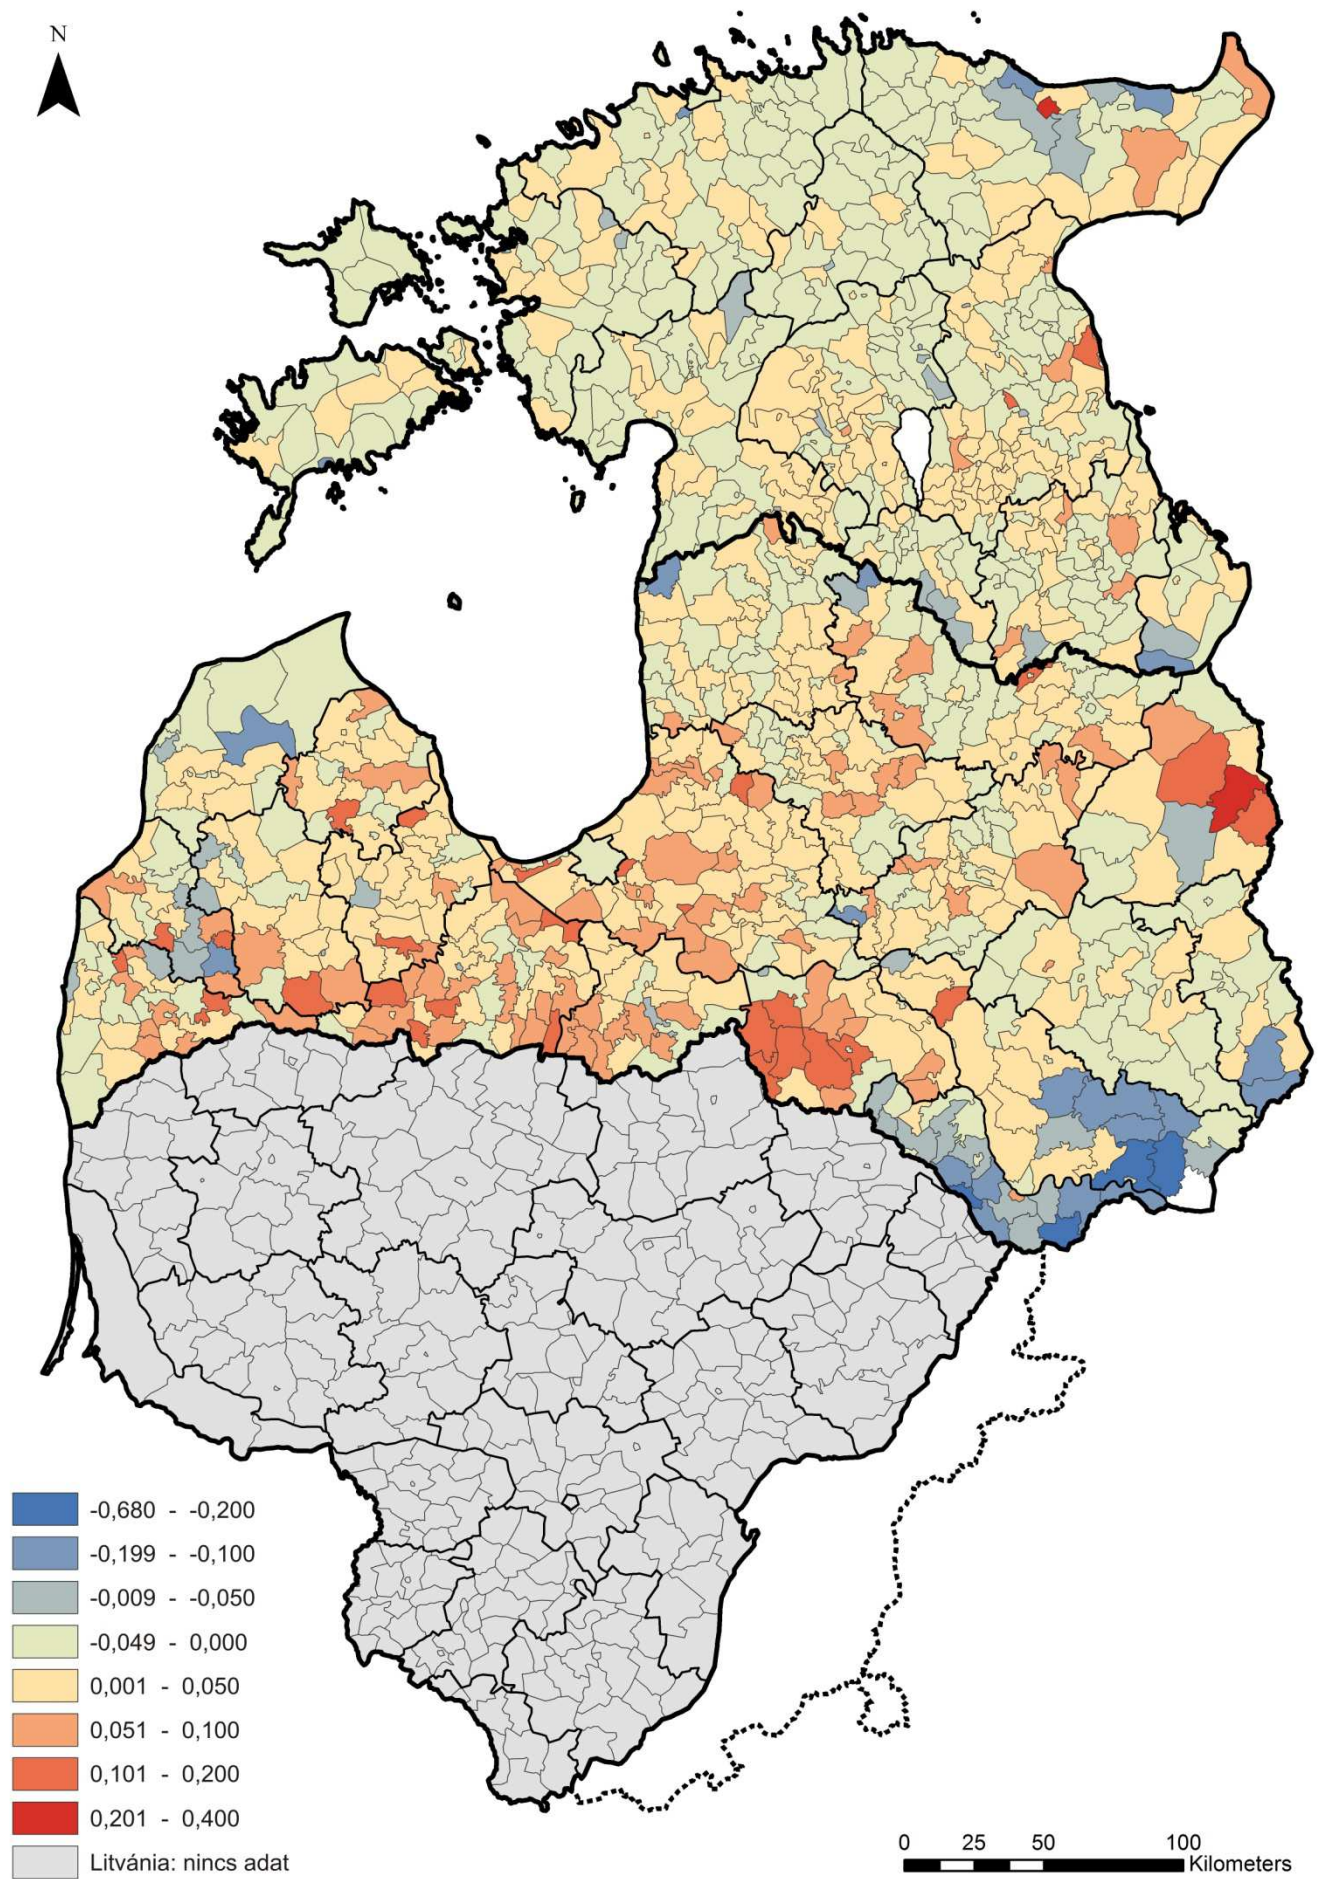 N
-0,680 - -0,200
-0,199 - -0,100
-0,009 - -0,050
-0,049 - 0,000
0,001 - 0,050
0,051 - 0,100
0,101 - 0,200
0,201 - 0,400
Litvánia: nincs adat
0 25 50 100
Kilometers